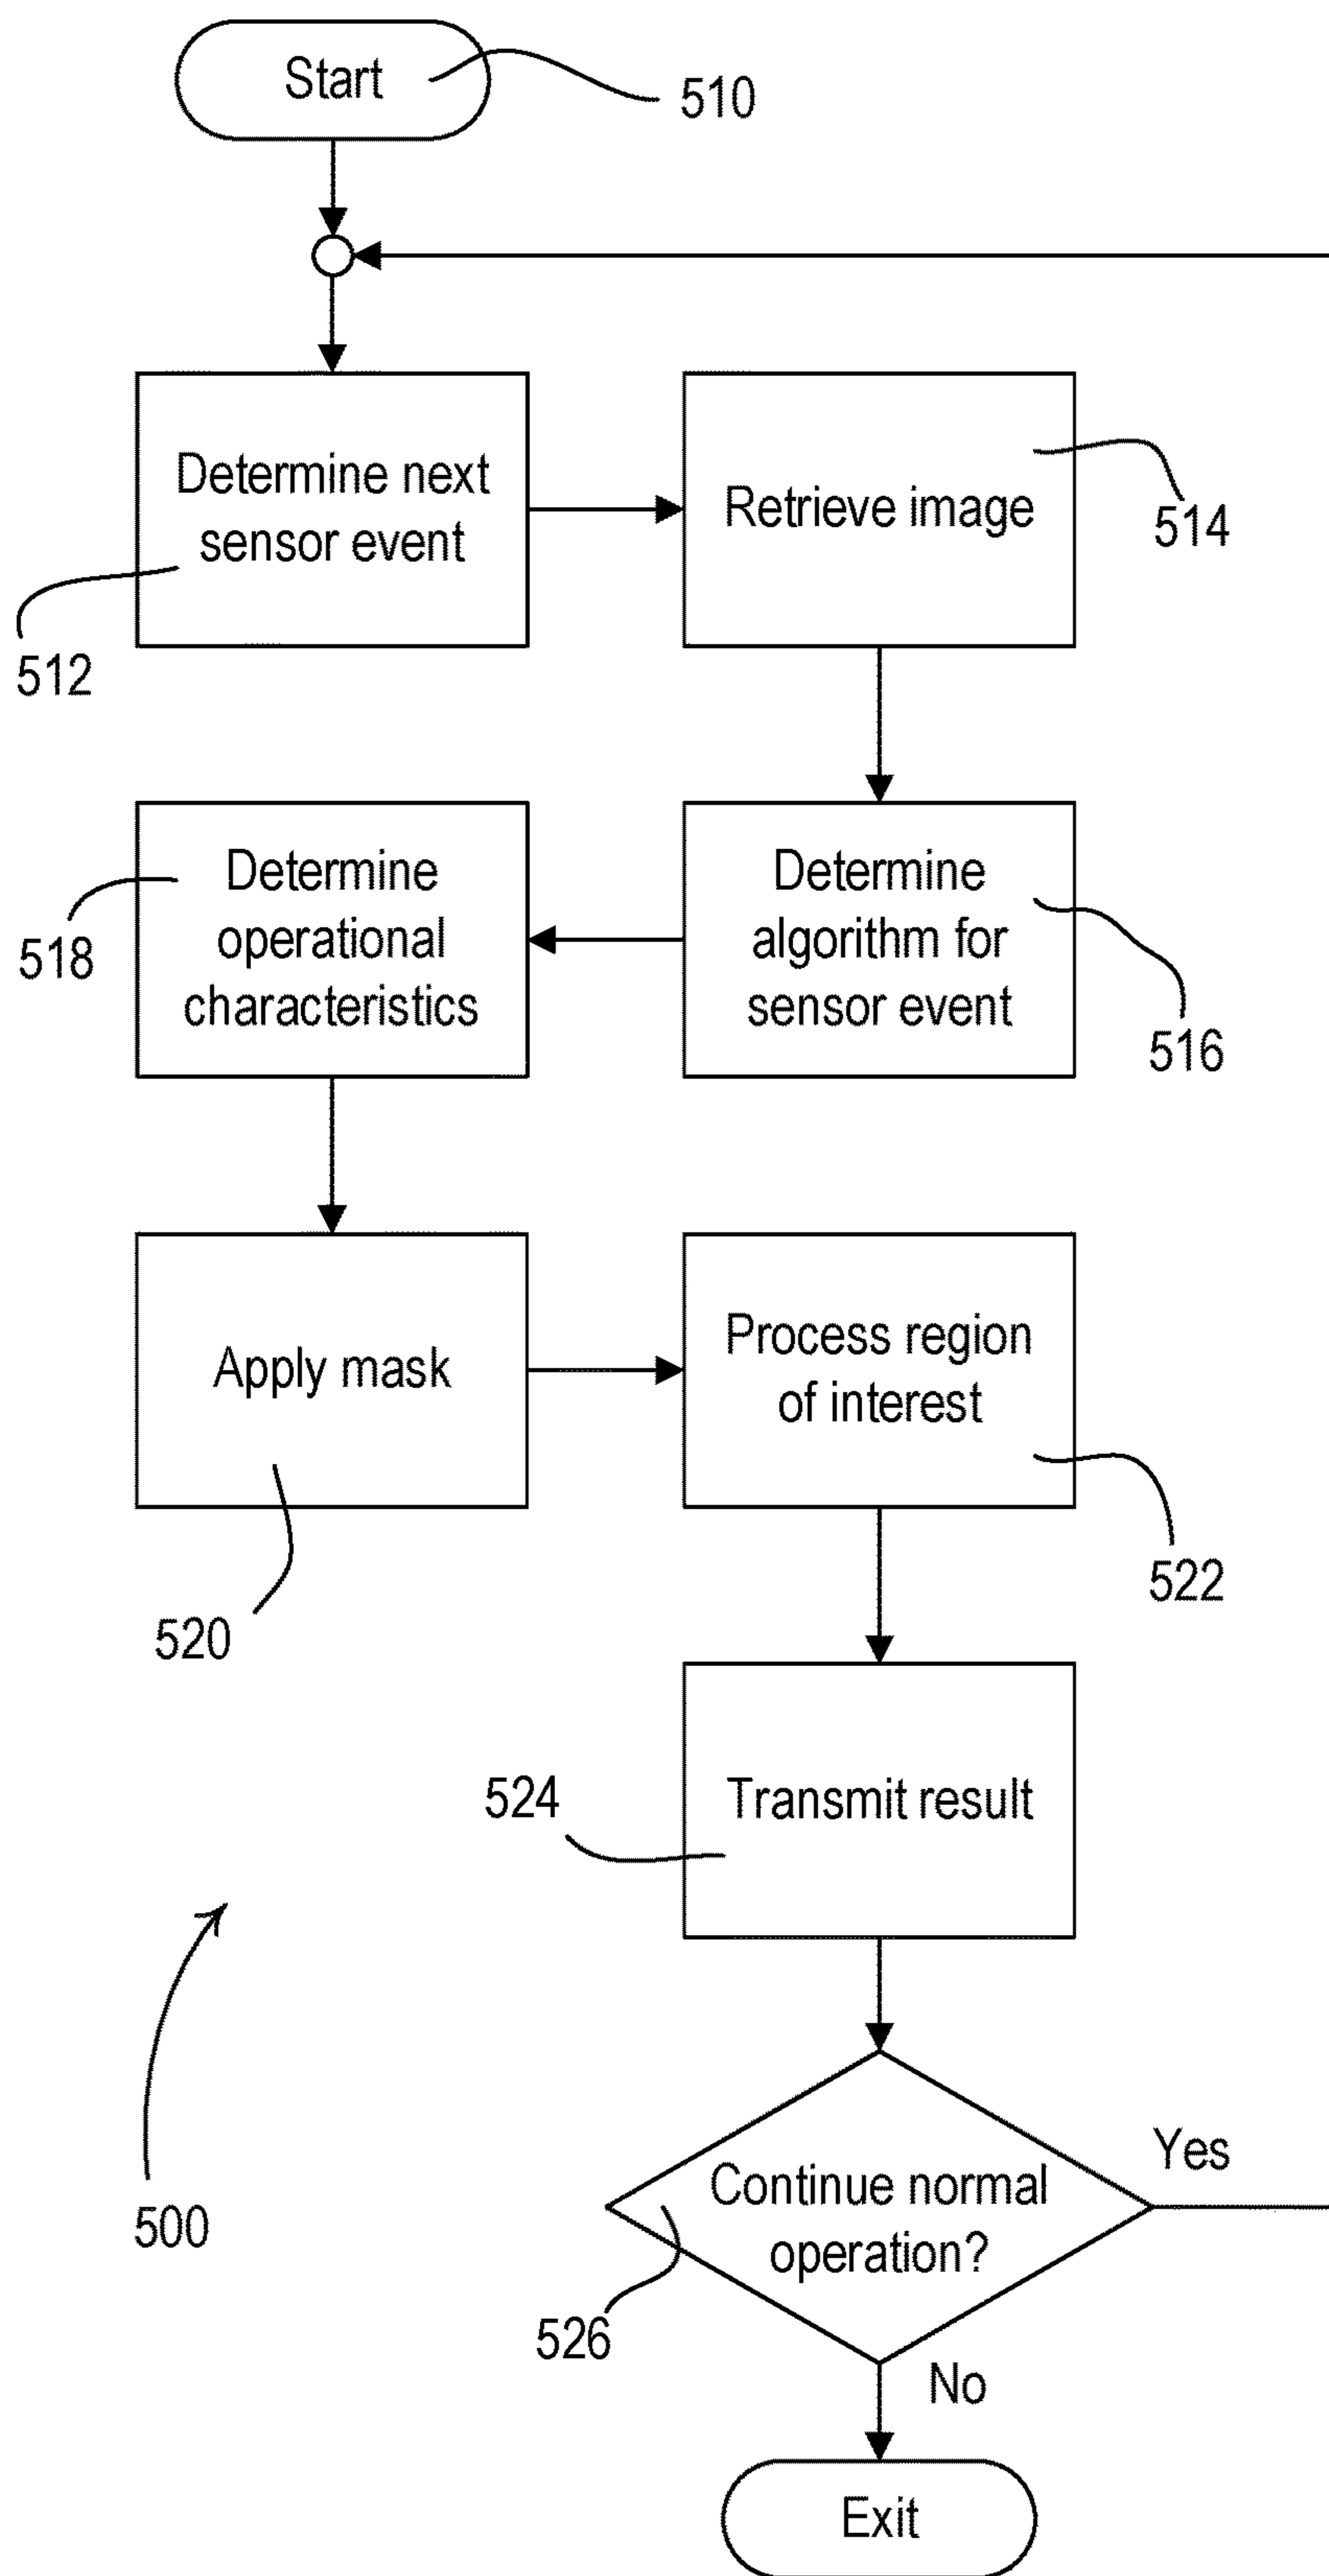 Start
510
Determine next
sensor event
512
Retrieve image
514
Determine
algorithm for
sensor event
516
Determine
operational
characteristics
518
Apply mask
520
Process region
of interest
522
Transmit result
524
500
Continue normal
operation?
526
Yes
No
Exit